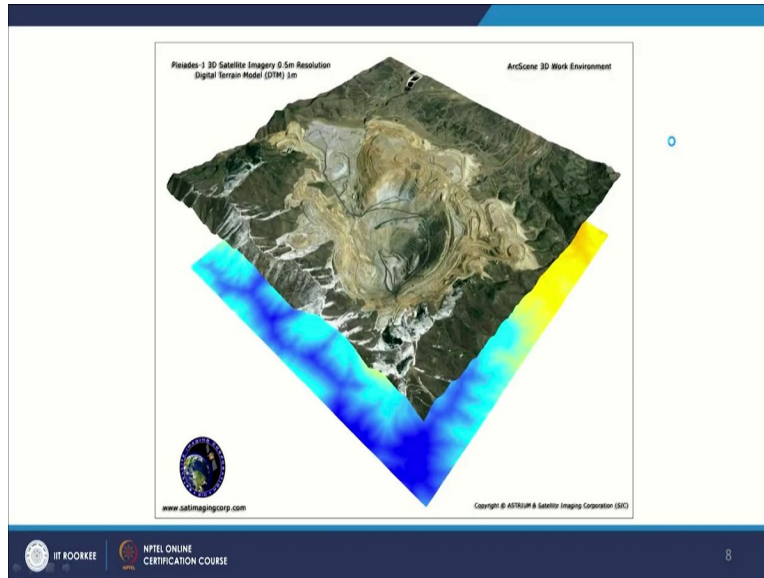 Pleiades-1 3D Satellite Imagery 0.5m Resolution
Digital Terrain Model (DTM) 1m
ArcScene 3D Work Environment
www.satimagingcorp.com
Copyright © ASTRIUM & Satellite Imaging Corporation (SIC)
IIT ROORKEE
NPTEL ONLINE
CERTIFICATION COURSE
8